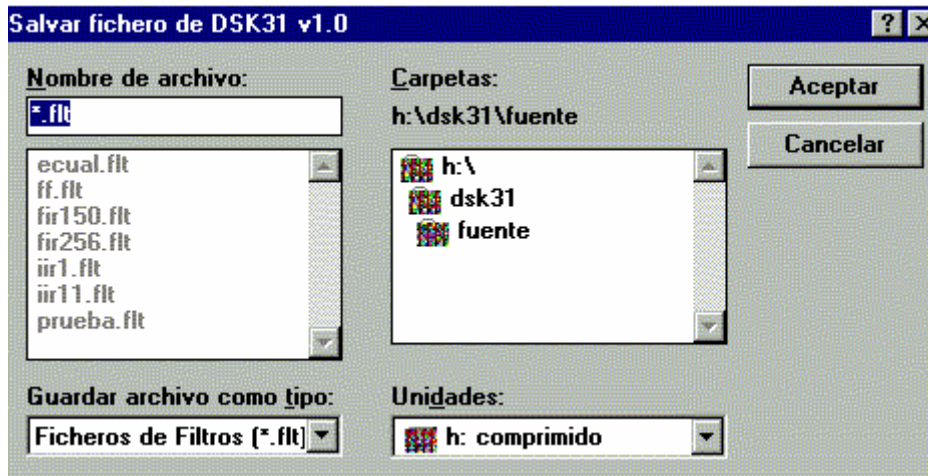 Salvar fichero de DSK31 v1.0
Nombre de archivo:
*.flt
ecual.flt
ff.flt
fir150.flt
fir256.flt
iir1.flt
iir11.flt
prueba.flt
Guardar archivo como tipo:
Ficheros de Filtros (*.flt)
Carpetas:
h:\dsk31\fuente
h:\
dsk31
fuente
Unidades:
h: comprimido
Aceptar
Cancelar